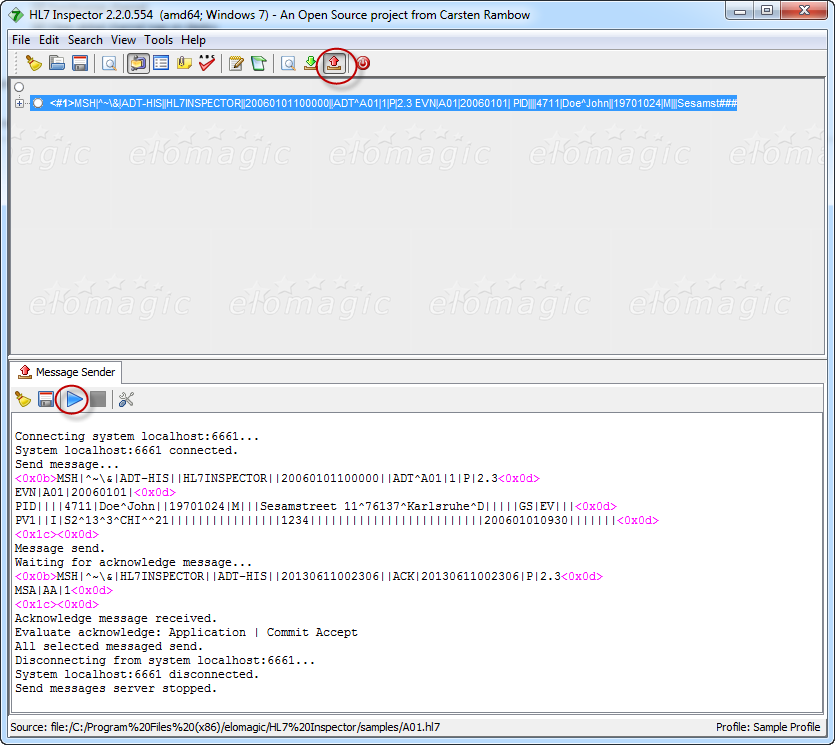 HL7 Inspector 2.2.0.554 (amd64; Windows 7) - An Open Source project from Carsten Rambow
File Edit Search View Tools Help
<#1>MSH|^~\&|ADT-HIS||HL7INSPECTOR||20060101100000||ADT^A01|1|P|2.3 EVN|A01|20060101| PID||||4711|Doe^John||19701024|M|||Sesamst###
elomagic elomagic elomagic elomagic
elomagic elomagic elomagic elomagic
Message Sender
Connecting system localhost:6661...
System localhost:6661 connected.
Send message...
<0x0b>MSH|^~\&|ADT-HIS||HL7INSPECTOR||20060101100000||ADT^A01|1|P|2.3<0x0d>
EVN|A01|20060101|<0x0d>
PID||||4711|Doe^John||19701024|M|||Sesamstreet 11^76137^Karlsruhe^D|||||GS|EV|||<0x0d>
PV1||I|S2^13^3^CHI^^21|||||||||||||||||1234||||||||||||||||||||||||||200601010930|||||||<0x0d>
<0x1c><0x0d>
Message send.
Waiting for acknowledge message...
<0x0b>MSH|^~\&|HL7INSPECTOR||ADT-HIS||20130611002306||ACK|20130611002306|P|2.3<0x0d>
MSA|AA|1<0x0d>
<0x1c><0x0d>
Acknowledge message received.
Evaluate acknowledge: Application | Commit Accept
All selected messaged send.
Disconnecting from system localhost:6661...
System localhost:6661 disconnected.
Send messages server stopped.
Source: file:/C:/Program%20Files%20(x86)/elomagic/HL7%20Inspector/samples/A01.hl7 Profile: Sample Profile